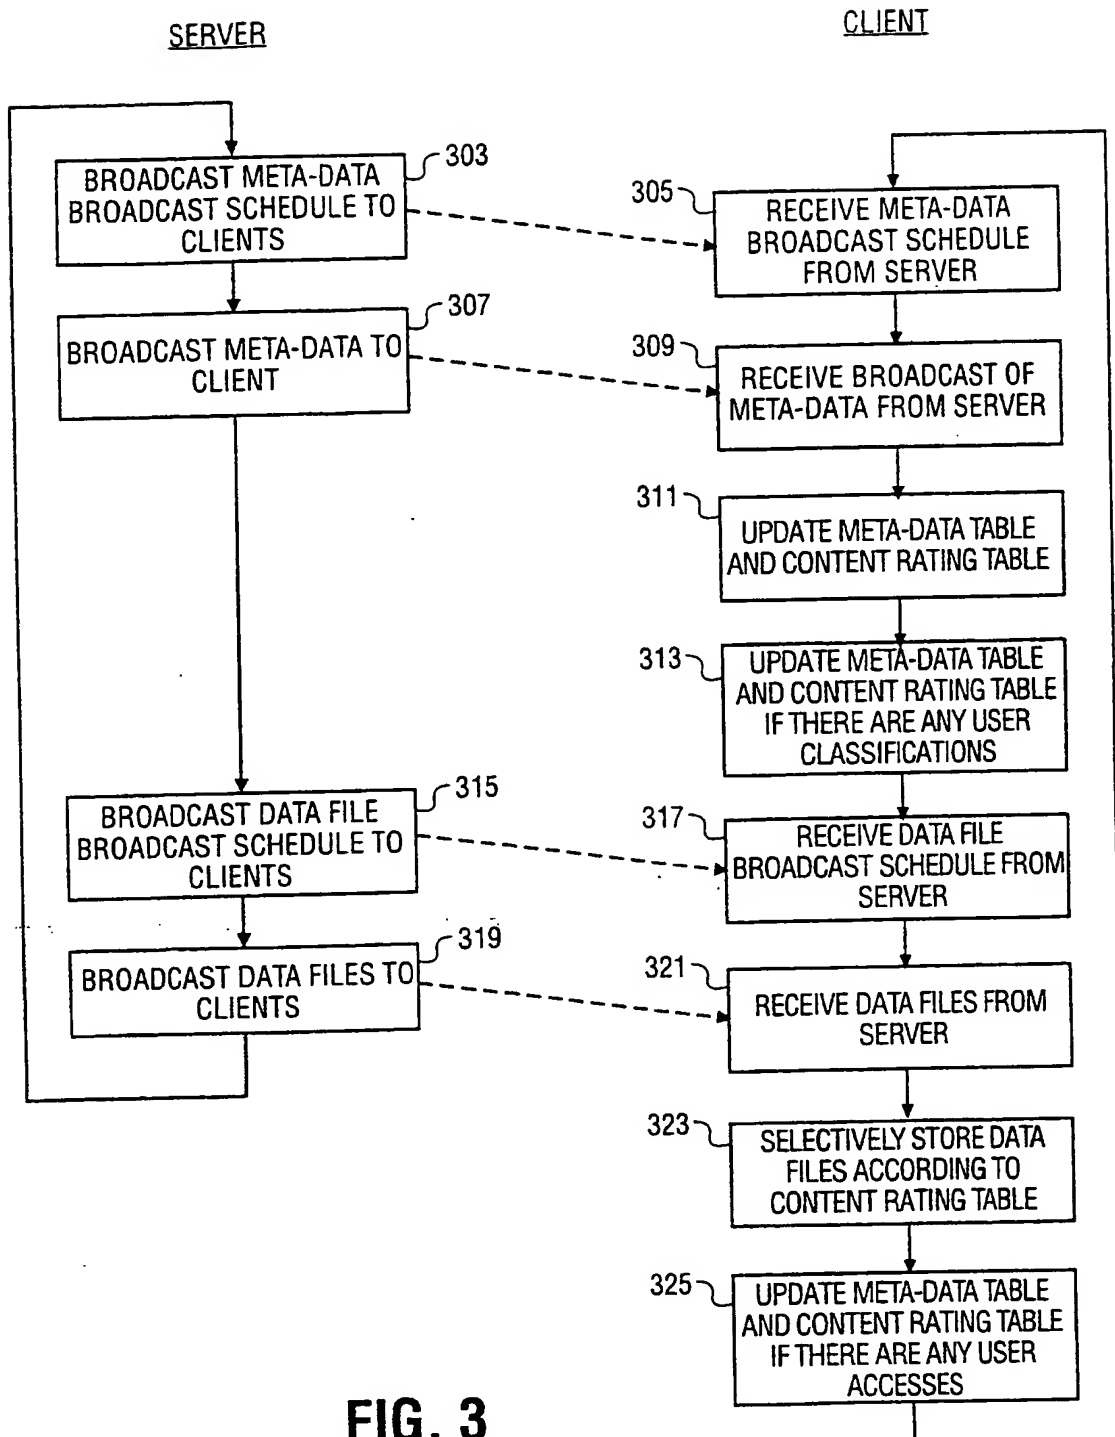 SERVER
CLIENT
303
BROADCAST META-DATA
BROADCAST SCHEDULE TO
CLIENTS
305
RECEIVE META-DATA
BROADCAST SCHEDULE
FROM SERVER
307
BROADCAST META-DATA TO
CLIENT
309
RECEIVE BROADCAST OF
META-DATA FROM SERVER
311
UPDATE META-DATA TABLE
AND CONTENT RATING TABLE
313
UPDATE META-DATA TABLE
AND CONTENT RATING TABLE
IF THERE ARE ANY USER
CLASSIFICATIONS
315
BROADCAST DATA FILE
BROADCAST SCHEDULE TO
CLIENTS
317
RECEIVE DATA FILE
BROADCAST SCHEDULE FROM
SERVER
319
BROADCAST DATA FILES TO
CLIENTS
321
RECEIVE DATA FILES FROM
SERVER
323
SELECTIVELY STORE DATA
FILES ACCORDING TO
CONTENT RATING TABLE
325
UPDATE META-DATA TABLE
AND CONTENT RATING TABLE
IF THERE ARE ANY USER
ACCESSES
FIG. 3